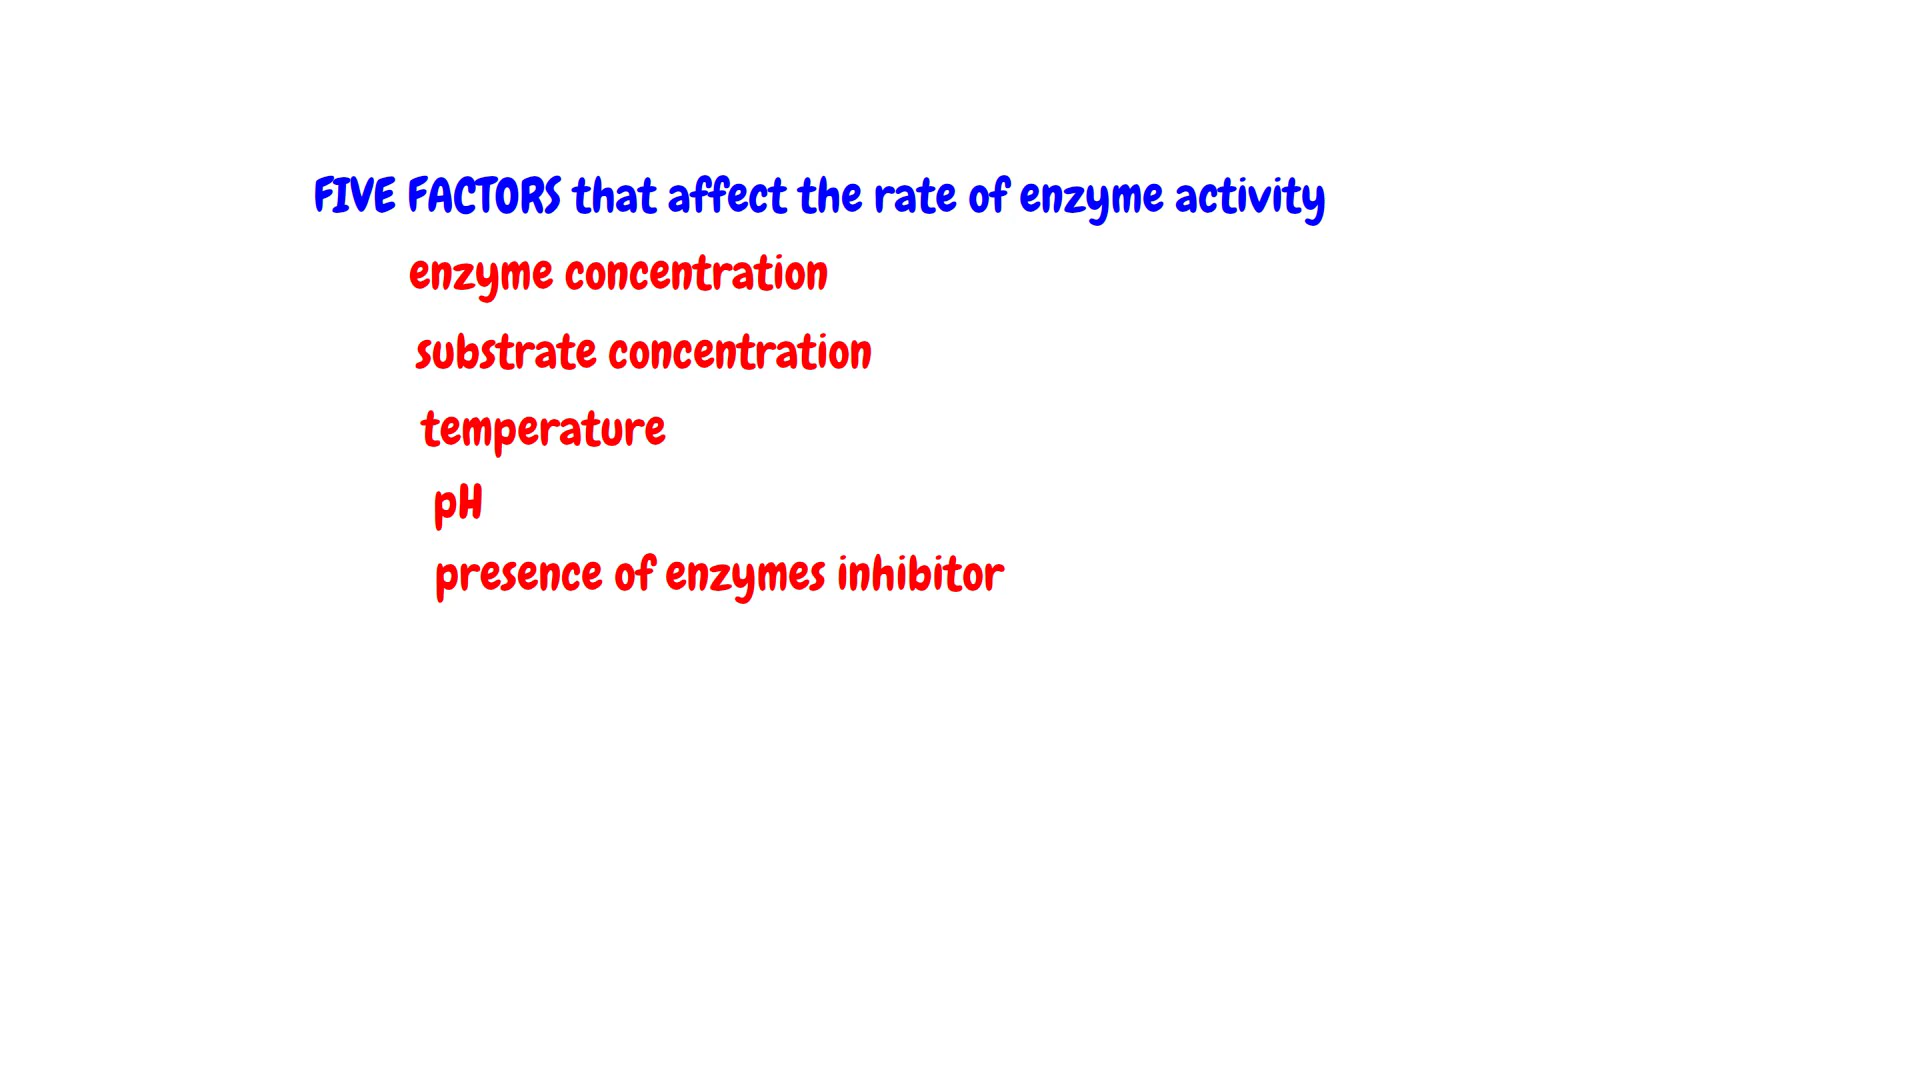 FIVE FACTORS that affect the rate of enzyme activity
enzyme concentration
substrate concentration
temperature
pH
presence of enzymes inhibitor